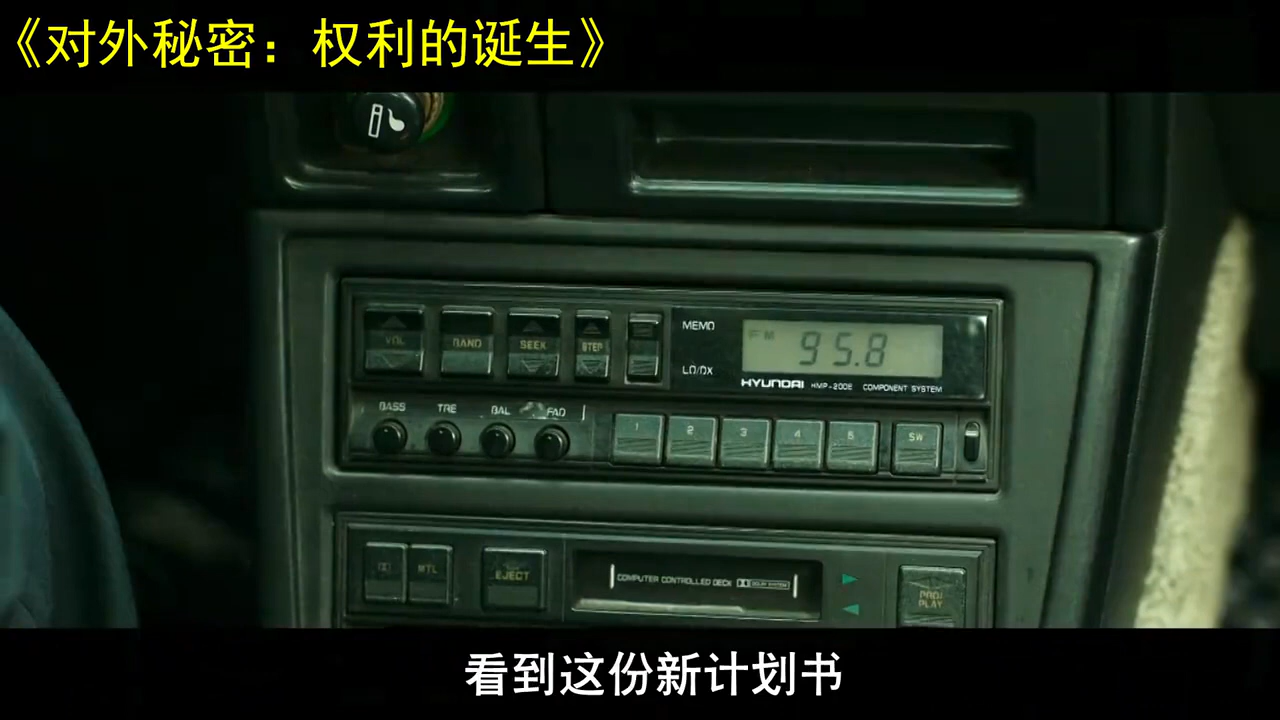 《对外秘密：权利的诞生》
VOL
BAND
SEEK
STEP
MEMO
LO/DX
FM
95.8
HYUNDAI HMP-200E COMPONENT SYSTEM
BASS TRE BAL FAD
1 2 3 4 5 SW
MTL
EJECT
COMPUTER CONTROLLED DECK DOLBY SYSTEM
PROG
PLAY
看到这份新计划书